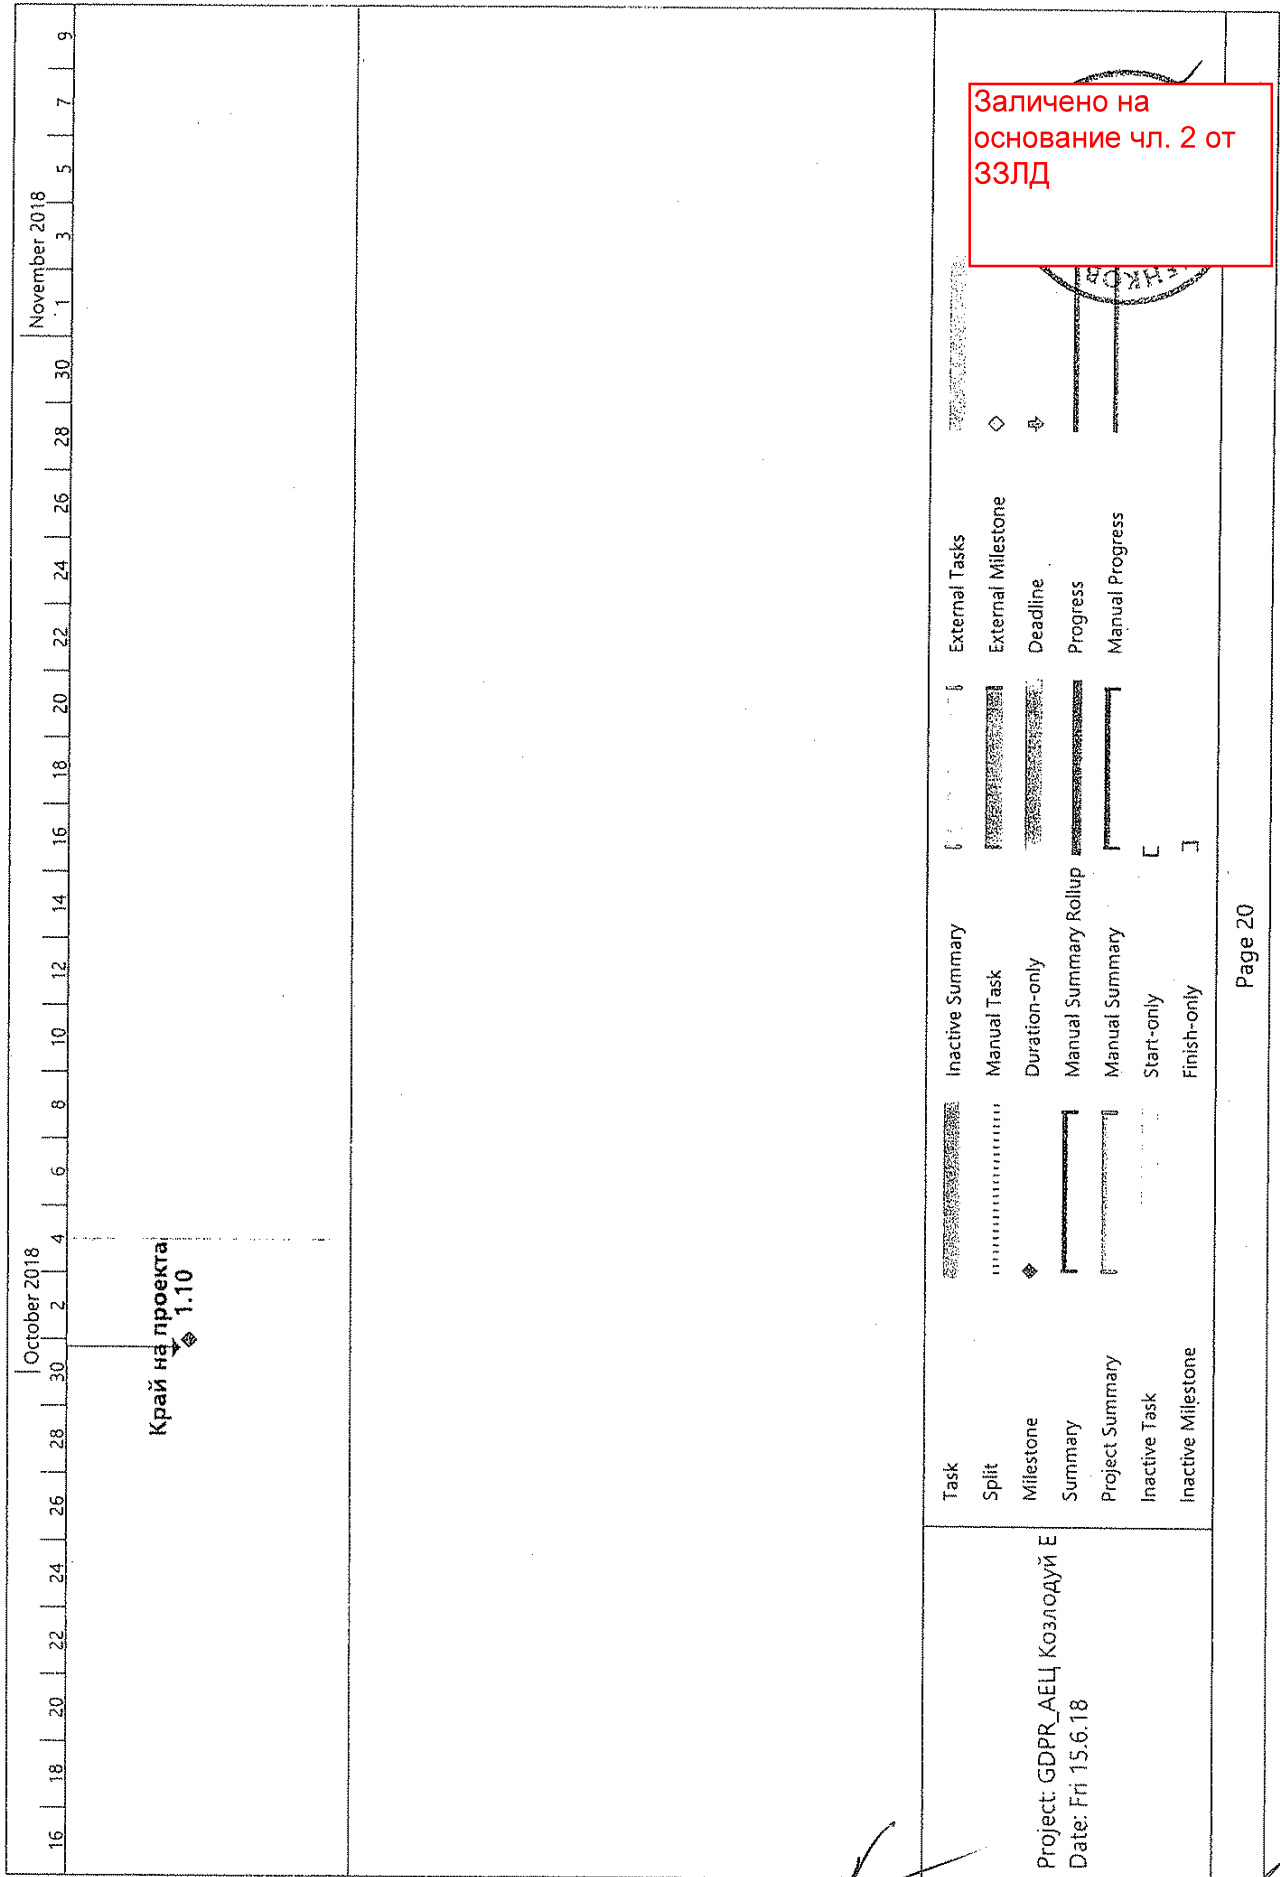 October 2018
November 2018
16 18 20 22 24 26 28 30 2 4 6 8 10 12 14 16 18 20 22 24 26 28 30 1 3 5 7 9
Край на проекта
1.10
Заличено на
основание чл. 2 от
ЗЗЛД
Project: GDPR_АЕЦ Козлодуй Е
Date: Fri 15.6.18
Task
Split
Milestone
Summary
Project Summary
Inactive Task
Inactive Milestone
Inactive Summary
Manual Task
Duration-only
Manual Summary Rollup
Manual Summary
Start-only
Finish-only
External Tasks
External Milestone
Deadline
Progress
Manual Progress
Page 20